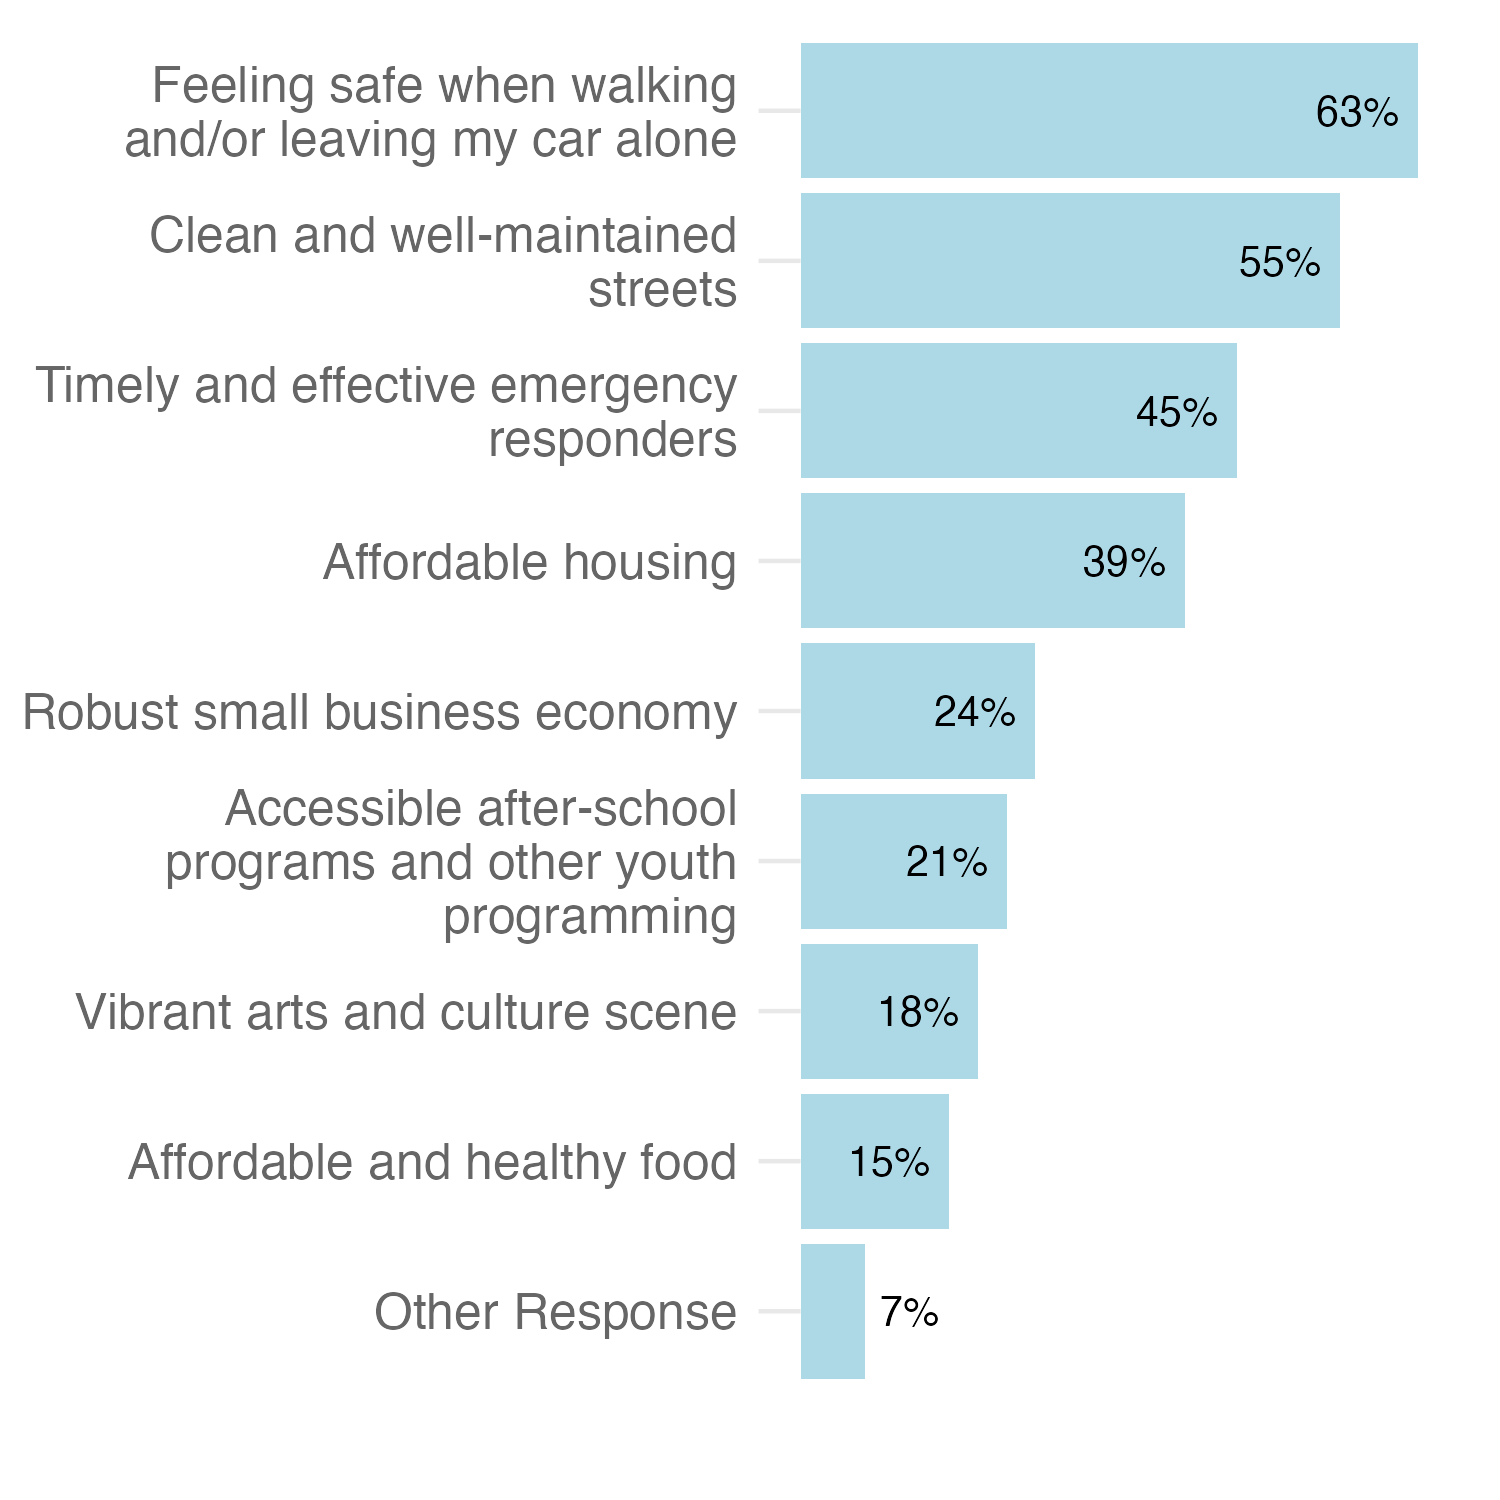 Feeling safe when walking
and/or leaving my car alone
63%
Clean and well-maintained
streets
55%
Timely and effective emergency
responders
45%
Affordable housing
39%
Robust small business economy
24%
Accessible after-school
programs and other youth
programming
21%
Vibrant arts and culture scene
18%
Affordable and healthy food
15%
Other Response
7%